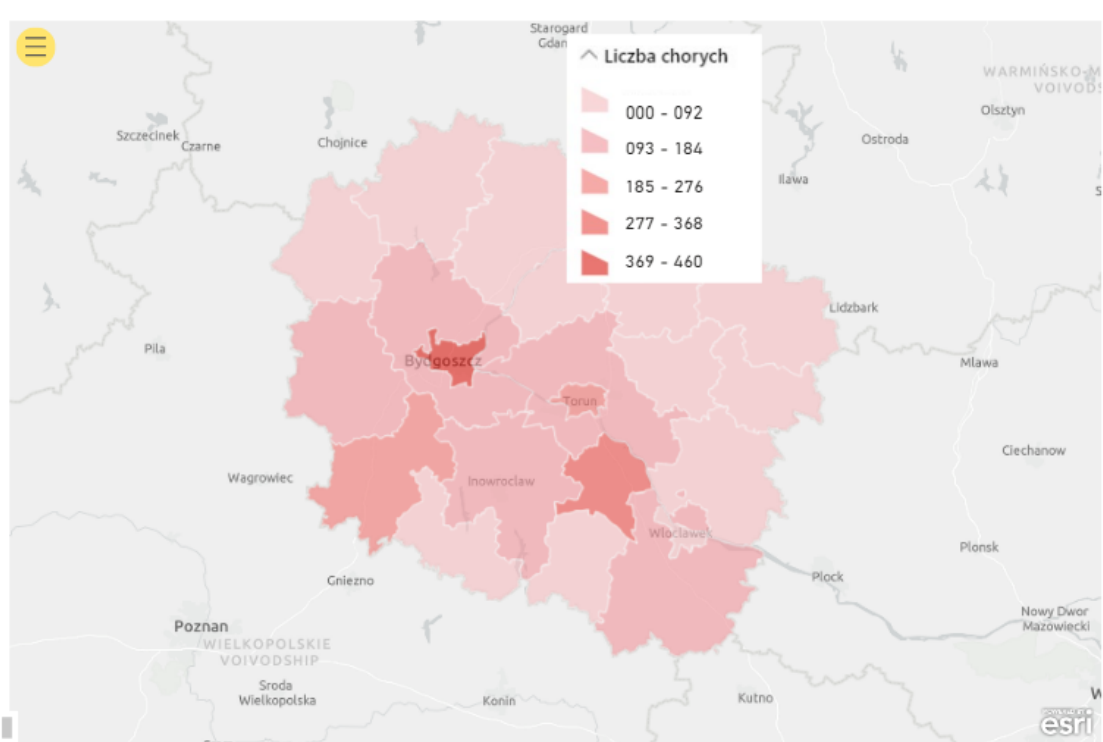 Starogard
Gdan
Liczba chorych
000 - 092
093 - 184
185 - 276
277 - 368
369 - 460
WARMIŃSKO-M
VOIVODS
Olsztyn
Szczecinek
Czarne
Chojnice
Ostroda
Ilawa
S
Lidzbark
Pila
Bydgoszcz
Mlawa
Torun
Ciechanow
Wagrowiec
Inowroclaw
Wloclawek
Plonsk
Gniezno
Plock
Nowy Dwor
Mazowiecki
Poznan
WIELKOPOLSKIE
VOIVODSHIP
Sroda
Wielkopolska
Konin
Kutno
W
esri